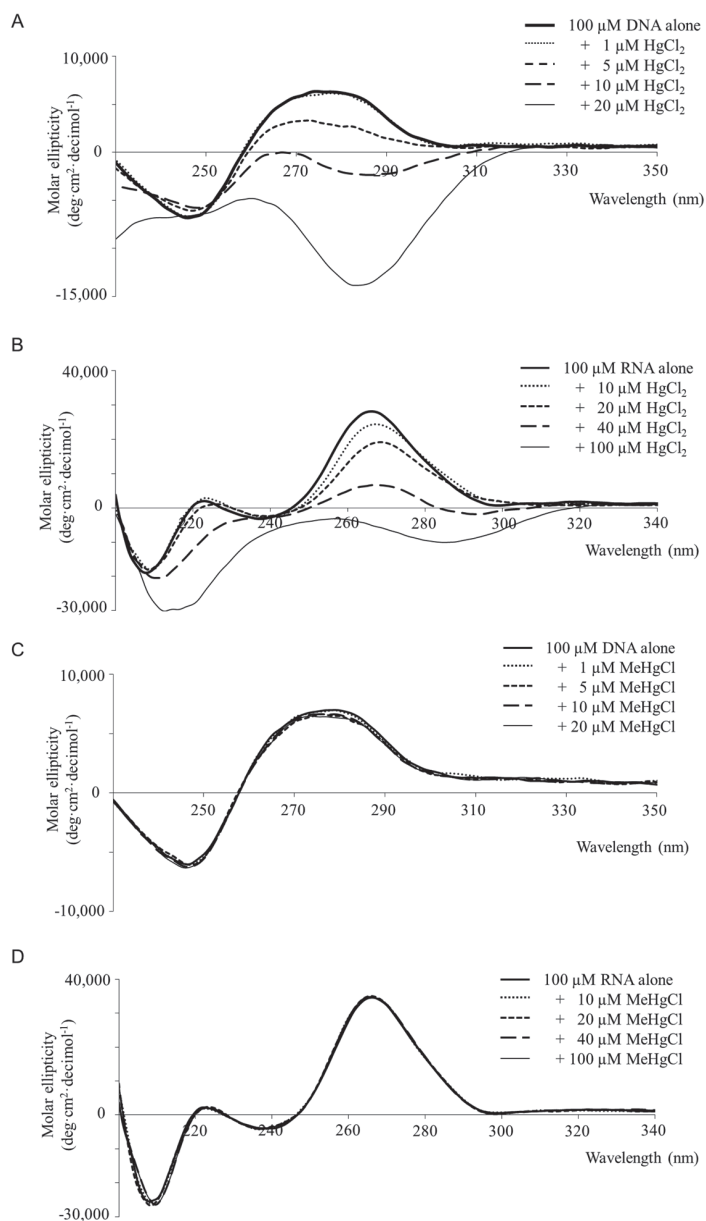 A
100 µM DNA alone
+ 1 µM HgCl₂
+ 5 µM HgCl₂
+ 10 µM HgCl₂
+ 20 µM HgCl₂
Molar ellipticity
(deg·cm²·decimol⁻¹)
10,000
0
-15,000
250
270
290
310
330
350
Wavelength (nm)
B
100 µM RNA alone
+ 10 µM HgCl₂
+ 20 µM HgCl₂
+ 40 µM HgCl₂
+ 100 µM HgCl₂
Molar ellipticity
(deg·cm²·decimol⁻¹)
40,000
0
-30,000
220
240
260
280
300
320
340
Wavelength (nm)
C
100 µM DNA alone
+ 1 µM MeHgCl
+ 5 µM MeHgCl
+ 10 µM MeHgCl
+ 20 µM MeHgCl
Molar ellipticity
(deg·cm²·decimol⁻¹)
10,000
0
-10,000
250
270
290
310
330
350
Wavelength (nm)
D
100 µM RNA alone
+ 10 µM MeHgCl
+ 20 µM MeHgCl
+ 40 µM MeHgCl
+ 100 µM MeHgCl
Molar ellipticity
(deg·cm²·decimol⁻¹)
40,000
0
-30,000
220
240
260
280
300
320
340
Wavelength (nm)